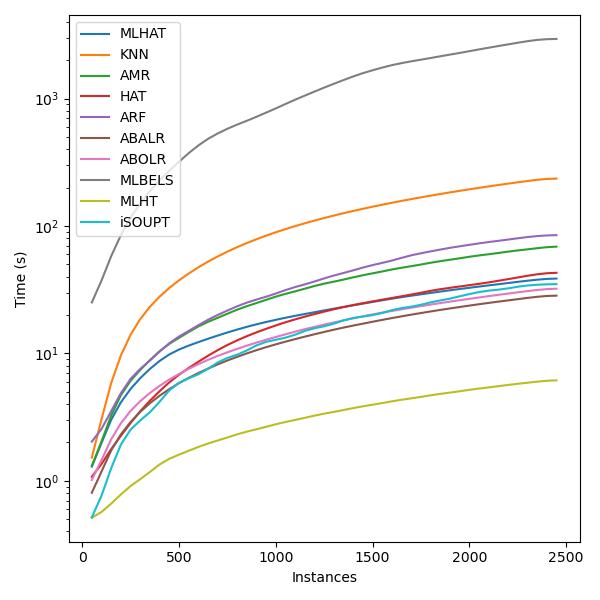 MLHAT
KNN
AMR
HAT
ARF
ABALR
ABOLR
MLBELS
MLHT
iSOUPT
10³
10²
10¹
10⁰
Time (s)
0 500 1000 1500 2000 2500
Instances